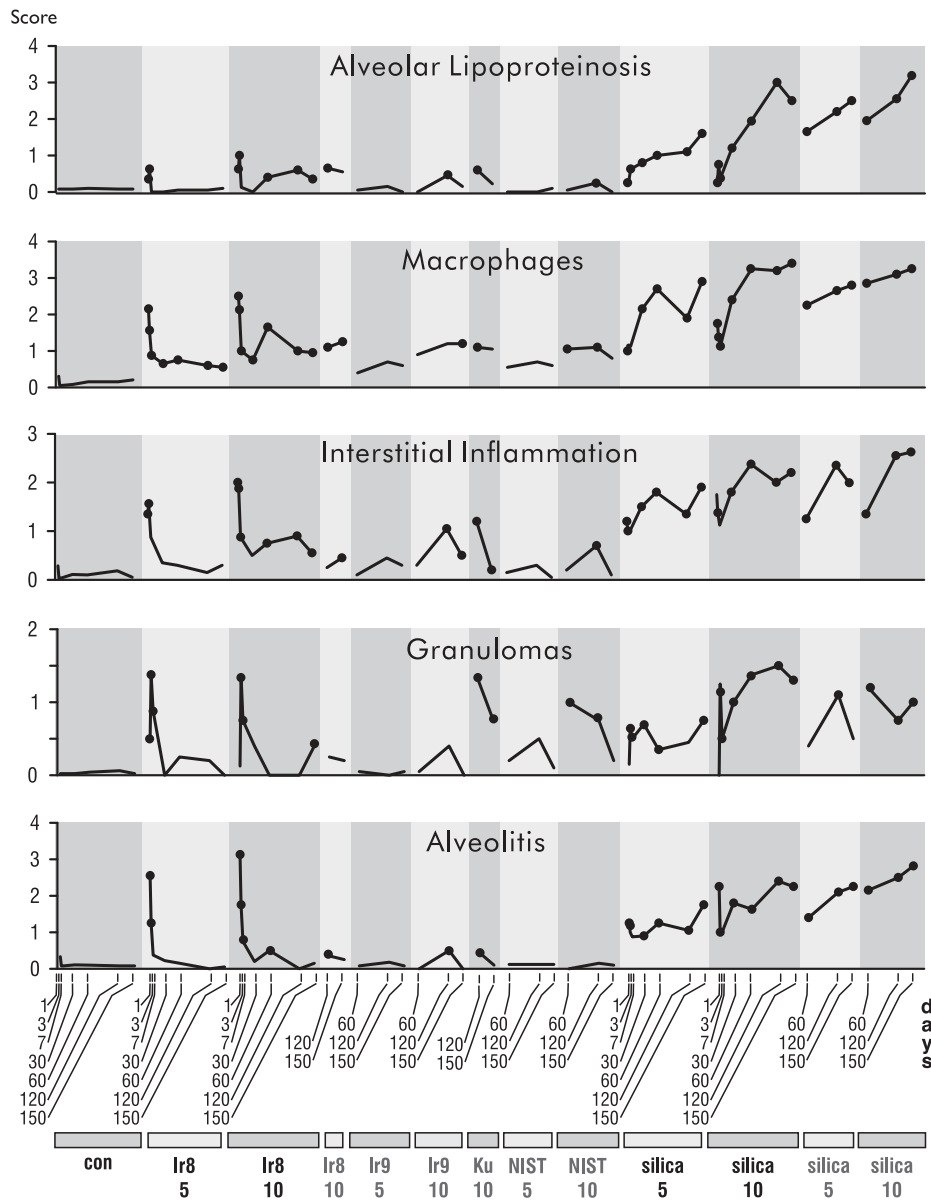 Score
Alveolar Lipoproteinosis
4
3
2
1
0
Macrophages
4
3
2
1
0
Interstitial Inflammation
3
2
1
0
Granulomas
2
1
0
Alveolitis
4
3
2
1
0
1 1 1 1 1 d
3 3 3 60 60 60 60 3 3 60 60 a
7 7 7 120 120 120 120 120 120 7 7 120 120 y
30 30 30 150 150 150 150 150 150 30 30 150 150 s
60 60 60 60 60
120 120 120 120 120
150 150 150 150 150
con Ir8 Ir8 Ir8 Ir9 Ir9 Ku NIST NIST silica silica silica silica
5 10 10 5 10 10 5 10 5 10 5 10